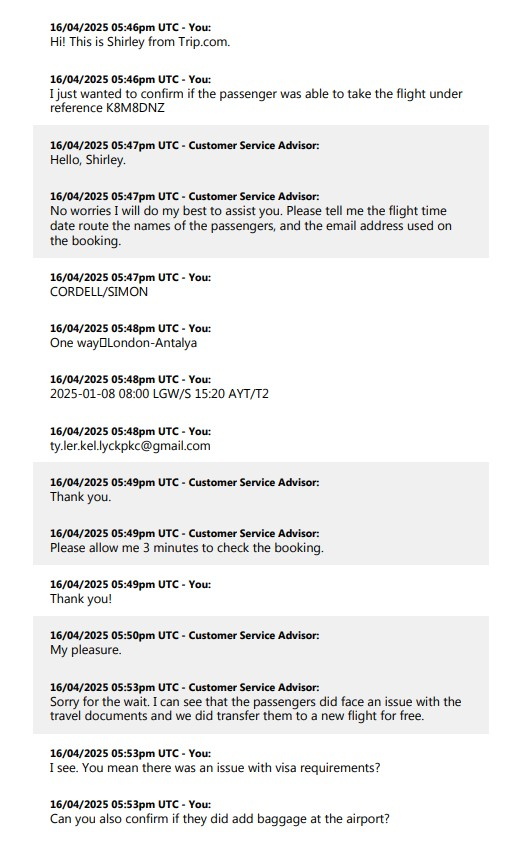 16/04/2025 05:46pm UTC - You:
Hi! This is Shirley from Trip.com.
16/04/2025 05:46pm UTC - You:
I just wanted to confirm if the passenger was able to take the flight under
reference K8M8DNZ
16/04/2025 05:47pm UTC - Customer Service Advisor:
Hello, Shirley.
16/04/2025 05:47pm UTC - Customer Service Advisor:
No worries I will do my best to assist you. Please tell me the flight time
date route the names of the passengers, and the email address used on
the booking.
16/04/2025 05:47pm UTC - You:
CORDELL/SIMON
16/04/2025 05:48pm UTC - You:
One way▯London-Antalya
16/04/2025 05:48pm UTC - You:
2025-01-08 08:00 LGW/S 15:20 AYT/T2
16/04/2025 05:48pm UTC - You:
ty.ler.kel.lyckpkc@gmail.com
16/04/2025 05:49pm UTC - Customer Service Advisor:
Thank you.
16/04/2025 05:49pm UTC - Customer Service Advisor:
Please allow me 3 minutes to check the booking.
16/04/2025 05:49pm UTC - You:
Thank you!
16/04/2025 05:50pm UTC - Customer Service Advisor:
My pleasure.
16/04/2025 05:53pm UTC - Customer Service Advisor:
Sorry for the wait. I can see that the passengers did face an issue with the
travel documents and we did transfer them to a new flight for free.
16/04/2025 05:53pm UTC - You:
I see. You mean there was an issue with visa requirements?
16/04/2025 05:53pm UTC - You:
Can you also confirm if they did add baggage at the airport?